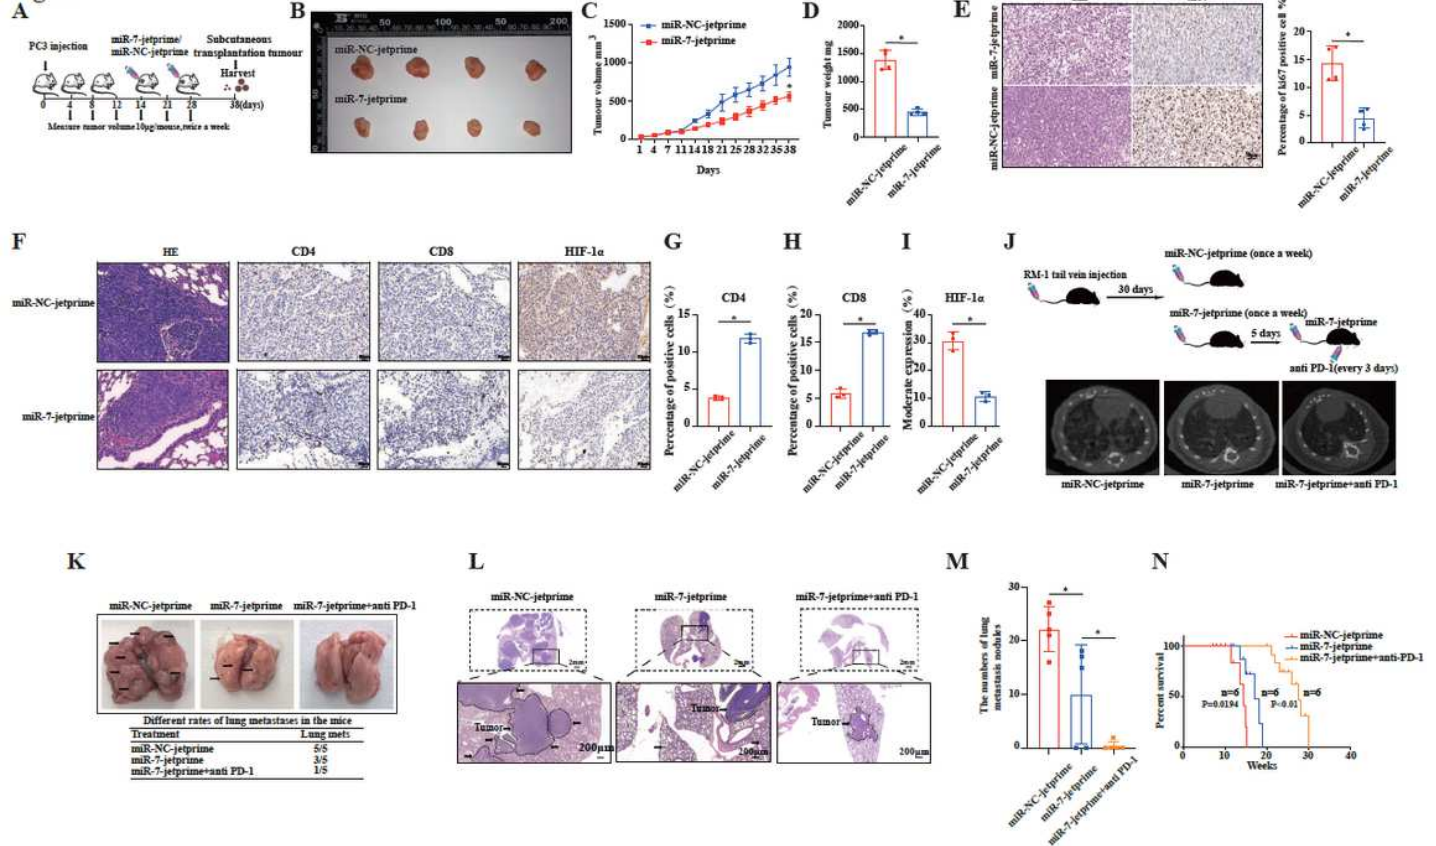 A
PC3 injection
miR-7-jetprime/
miR-NC-jetprime
Subcutaneous
transplantation tumour
Harvest
0 4 8 12 14 21 28 38(days)
Measure tumor volume10μg/mouse,twice a week
B
50 100 50 200
miR-NC-jetprime
miR-7-jetprime
C
miR-NC-jetprime
miR-7-jetprime
Tumour volume mm3
1500
1000
500
0
1 4 7 11 14 18 21 25 28 32 35 38
Days
*
D
Tumour weight mg
2000
1500
1000
500
0
*
miR-NC-jetprime
miR-7-jetprime
E
miR-7-jetprime
miR-NC-jetprime
Percentage of ki67 positive cell %
20
15
10
5
0
*
miR-NC-jetprime
miR-7-jetprime
F
HE CD4 CD8 HIF-1α
miR-NC-jetprime
miR-7-jetprime
G
CD4
Percentage of positive cells (%)
15
10
5
0
*
miR-NC-jetprime
miR-7-jetprime
H
CD8
Percentage of positive cells (%)
20
15
10
5
0
*
miR-NC-jetprime
miR-7-jetprime
I
HIF-1α
Moderate expression (%)
40
30
20
10
0
*
miR-NC-jetprime
miR-7-jetprime
J
miR-NC-jetprime (once a week)
RM-1 tail vein injection
30 days
miR-7-jetprime (once a week)
5 days
miR-7-jetprime
anti PD-1(every 3 days)
miR-NC-jetprime miR-7-jetprime miR-7-jetprime+anti PD-1
K
miR-NC-jetprime miR-7-jetprime miR-7-jetprime+anti PD-1
Different rates of lung metastases in the mice
Treatment Lung mets
miR-NC-jetprime 5/5
miR-7-jetprime 3/5
miR-7-jetprime+anti PD-1 1/5
L
miR-NC-jetprime miR-7-jetprime miR-7-jetprime+anti PD-1
2mm 2mm 2mm
Tumor Tumor Tumor
200μm 200μm 200μm
M
The numbers of lung
metastasis nodules
30
20
10
0
*
*
miR-NC-jetprime
miR-7-jetprime
miR-7-jetprime+anti PD-1
N
miR-NC-jetprime
miR-7-jetprime
miR-7-jetprime+anti-PD-1
Percent survival
100
50
0
n=6 n=6 n=6
P=0.0194 P<0.01
0 10 20 30 40
Weeks